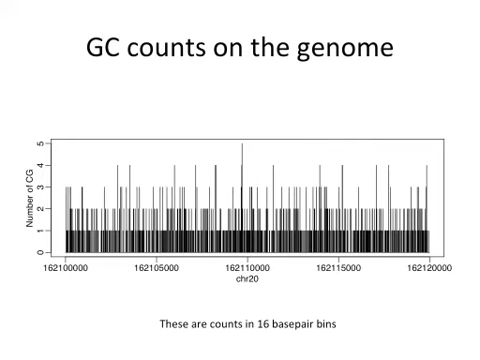 GC counts on the genome
Number of CG
5
4
3
2
1
0
162100000 162105000 162110000 162115000 162120000
chr20
These are counts in 16 basepair bins